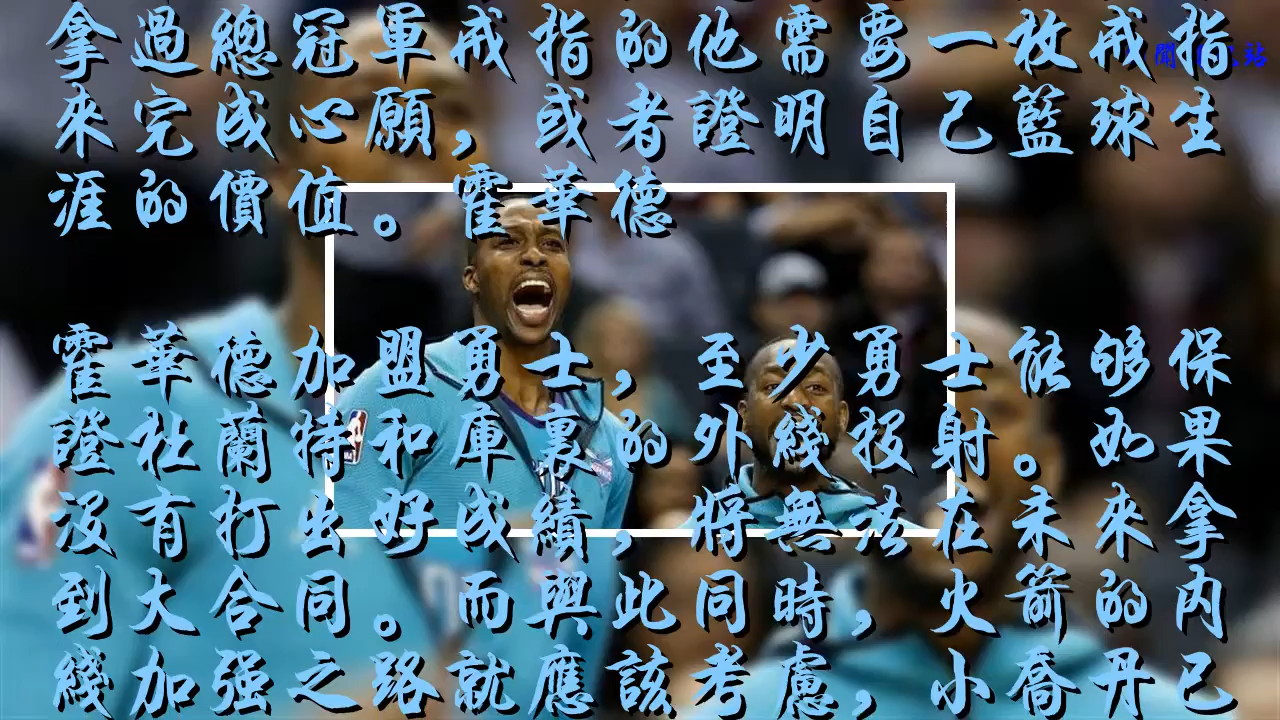 拿過總冠軍戒指的他需要一枚戒指
來完成心願，或者證明自己籃球生
涯的價值。霍華德
霍華德加盟勇士，至少勇士能够保
證杜蘭特和庫裏的外綫投射。如果
没有打出好成績，將無法在未來拿
到大合同。而與此同時，火箭的内
綫加强之路就應該考慮，小喬丹已